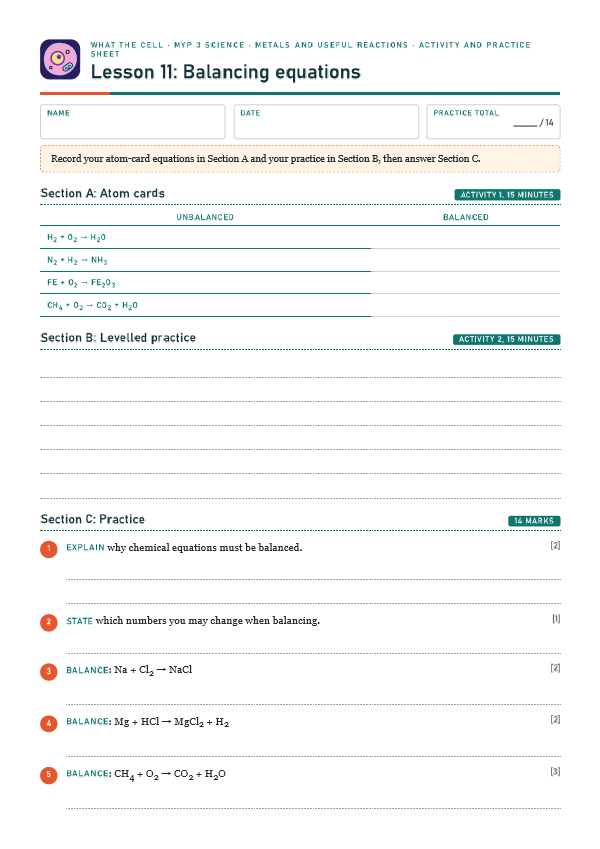 WHAT THE CELL · MYP 3 SCIENCE · METALS AND USEFUL REACTIONS · ACTIVITY AND PRACTICE
SHEET
Lesson 11: Balancing equations
NAME
DATE
PRACTICE TOTAL
_____ / 14
Record your atom-card equations in Section A and your practice in Section B, then answer Section C.
Section A: Atom cards
ACTIVITY 1, 15 MINUTES
UNBALANCED
BALANCED
H₂ + O₂ → H₂O
N₂ + H₂ → NH₃
FE + O₂ → FE₂O₃
CH₄ + O₂ → CO₂ + H₂O
Section B: Levelled practice
ACTIVITY 2, 15 MINUTES
Section C: Practice
14 MARKS
1 EXPLAIN why chemical equations must be balanced. [2]
2 STATE which numbers you may change when balancing. [1]
3 BALANCE: Na + Cl₂ → NaCl [2]
4 BALANCE: Mg + HCl → MgCl₂ + H₂ [2]
5 BALANCE: CH₄ + O₂ → CO₂ + H₂O [3]